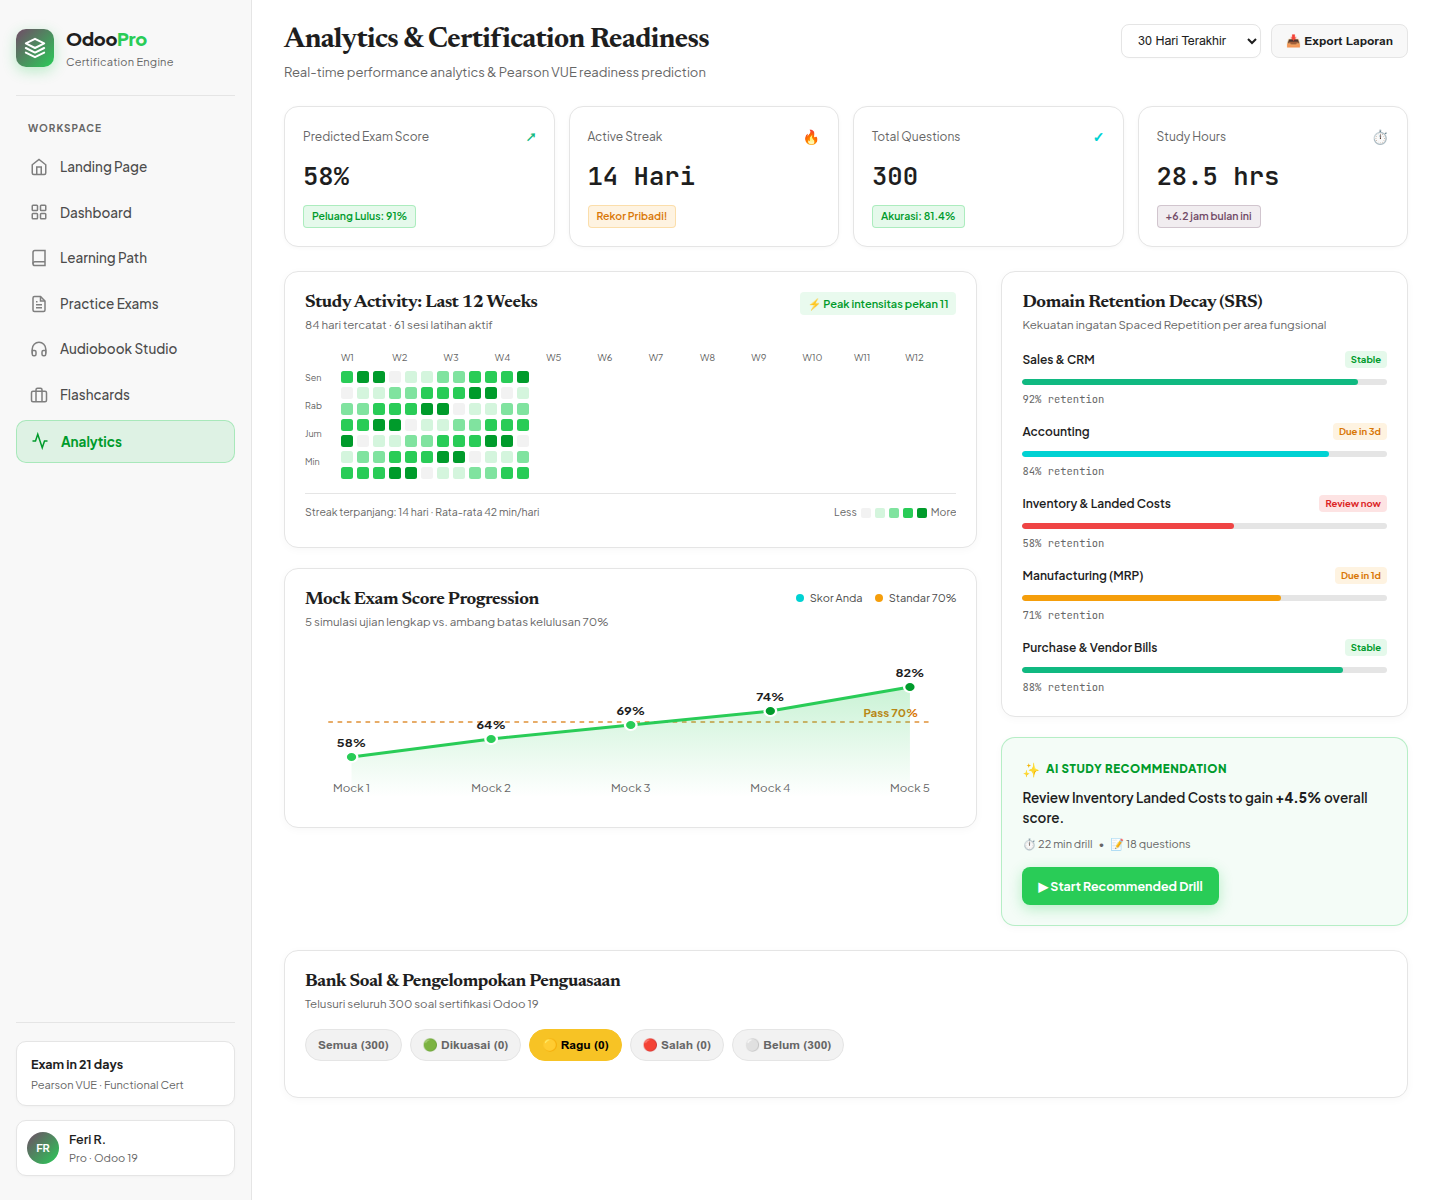 OdooPro
Certification Engine
WORKSPACE
Landing Page
Dashboard
Learning Path
Practice Exams
Audiobook Studio
Flashcards
Analytics
Exam in 21 days
Pearson VUE · Functional Cert
FR
Feri R.
Pro · Odoo 19
Analytics & Certification Readiness
Real-time performance analytics & Pearson VUE readiness prediction
30 Hari Terakhir
Export Laporan
Predicted Exam Score
58%
Peluang Lulus: 91%
Active Streak
14 Hari
Rekor Pribadi!
Total Questions
300
Akurasi: 81.4%
Study Hours
28.5 hrs
+6.2 jam bulan ini
Study Activity: Last 12 Weeks
84 hari tercatat · 61 sesi latihan aktif
⚡ Peak intensitas pekan 11
W1 W2 W3 W4 W5 W6 W7 W8 W9 W10 W11 W12
Sen
Rab
Jum
Min
Streak terpanjang: 14 hari · Rata-rata 42 min/hari
Less More
Mock Exam Score Progression
5 simulasi ujian lengkap vs. ambang batas kelulusan 70%
Skor Anda Standar 70%
58% 64% 69% 74% 82%
Pass 70%
Mock 1 Mock 2 Mock 3 Mock 4 Mock 5
Domain Retention Decay (SRS)
Kekuatan ingatan Spaced Repetition per area fungsional
Sales & CRM Stable
92% retention
Accounting Due in 3d
84% retention
Inventory & Landed Costs Review now
58% retention
Manufacturing (MRP) Due in 1d
71% retention
Purchase & Vendor Bills Stable
88% retention
✨ AI STUDY RECOMMENDATION
Review Inventory Landed Costs to gain +4.5% overall
score.
⏱ 22 min drill • 📝 18 questions
▶ Start Recommended Drill
Bank Soal & Pengelompokan Penguasaan
Telusuri seluruh 300 soal sertifikasi Odoo 19
Semua (300) 🟢 Dikuasai (0) 🟡 Ragu (0) 🔴 Salah (0) ⚪ Belum (300)